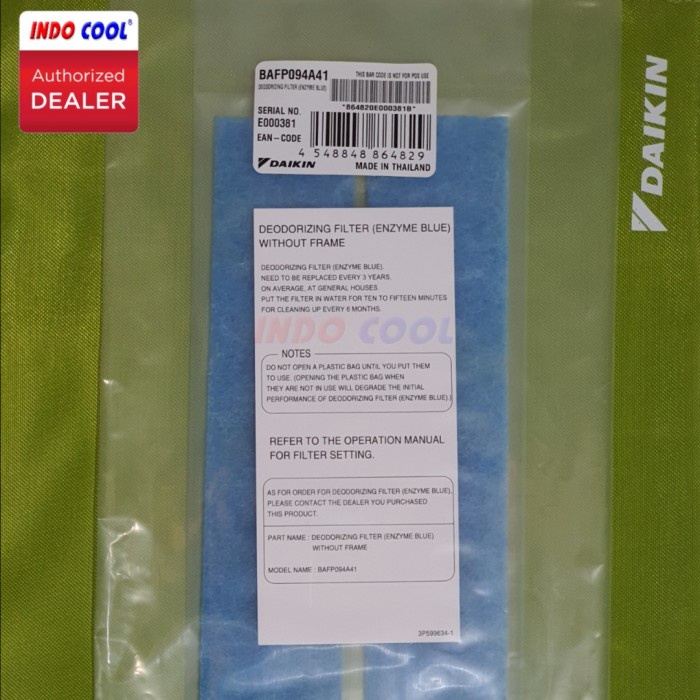 INDO COOL®
Authorized
DEALER
BAFP094A41
THIS BAR CODE IS NOT FOR POS USE
DEODORIZING FILTER (ENZYME BLUE)
*864820E000381B*
SERIAL NO.
E000381
EAN-CODE
4 548848 864829
DAIKIN
MADE IN THAILAND
DAIKIN
DEODORIZING FILTER (ENZYME BLUE)
WITHOUT FRAME
DEODORIZING FILTER (ENZYME BLUE).
NEED TO BE REPLACED EVERY 3 YEARS.
ON AVERAGE, AT GENERAL HOUSES.
PUT THE FILTER IN WATER FOR TEN TO FIFTEEN MINUTES
FOR CLEANING UP EVERY 6 MONTHS.
INDO COOL
NOTES
DO NOT OPEN A PLASTIC BAG UNTIL YOU PUT THEM
TO USE. (OPENING THE PLASTIC BAG WHEN
THEY ARE NOT IN USE WILL DEGRADE THE INITIAL
PERFORMANCE OF DEODORIZING FILTER (ENZYME BLUE).)
REFER TO THE OPERATION MANUAL
FOR FILTER SETTING.
AS FOR ORDER FOR DEODORIZING FILTER (ENZYME BLUE),
PLEASE CONTACT THE DEALER YOU PURCHASED
THIS PRODUCT.
PART NAME : DEODORIZING FILTER (ENZYME BLUE)
WITHOUT FRAME
MODEL NAME : BAFP094A41
3P599634-1